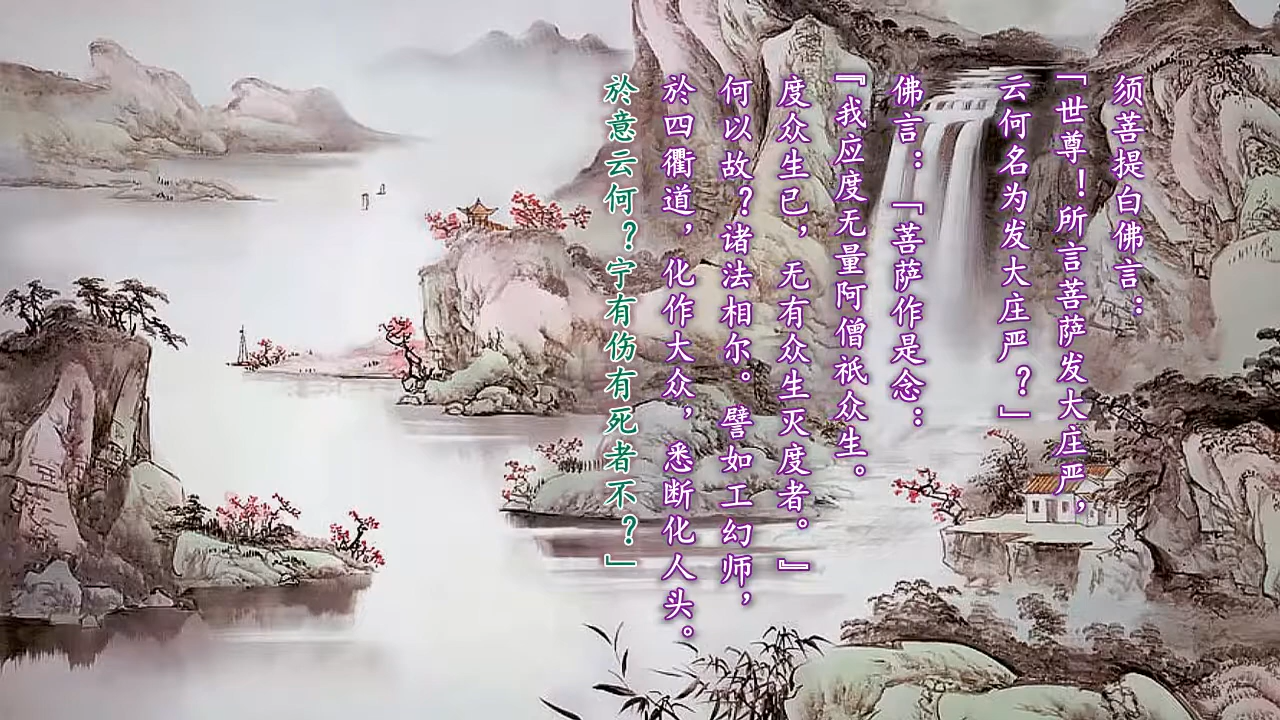 须菩提白佛言：
「世尊！所言菩萨发大庄严，
云何名为发大庄严？」
佛言：「菩萨作是念：
『我应度无量阿僧祇众生。
度众生已，无有众生灭度者。』
何以故？诸法相尔。譬如工幻师，
於四衢道，化作大众，悉断化人头。
於意云何？宁有伤有死者不？」